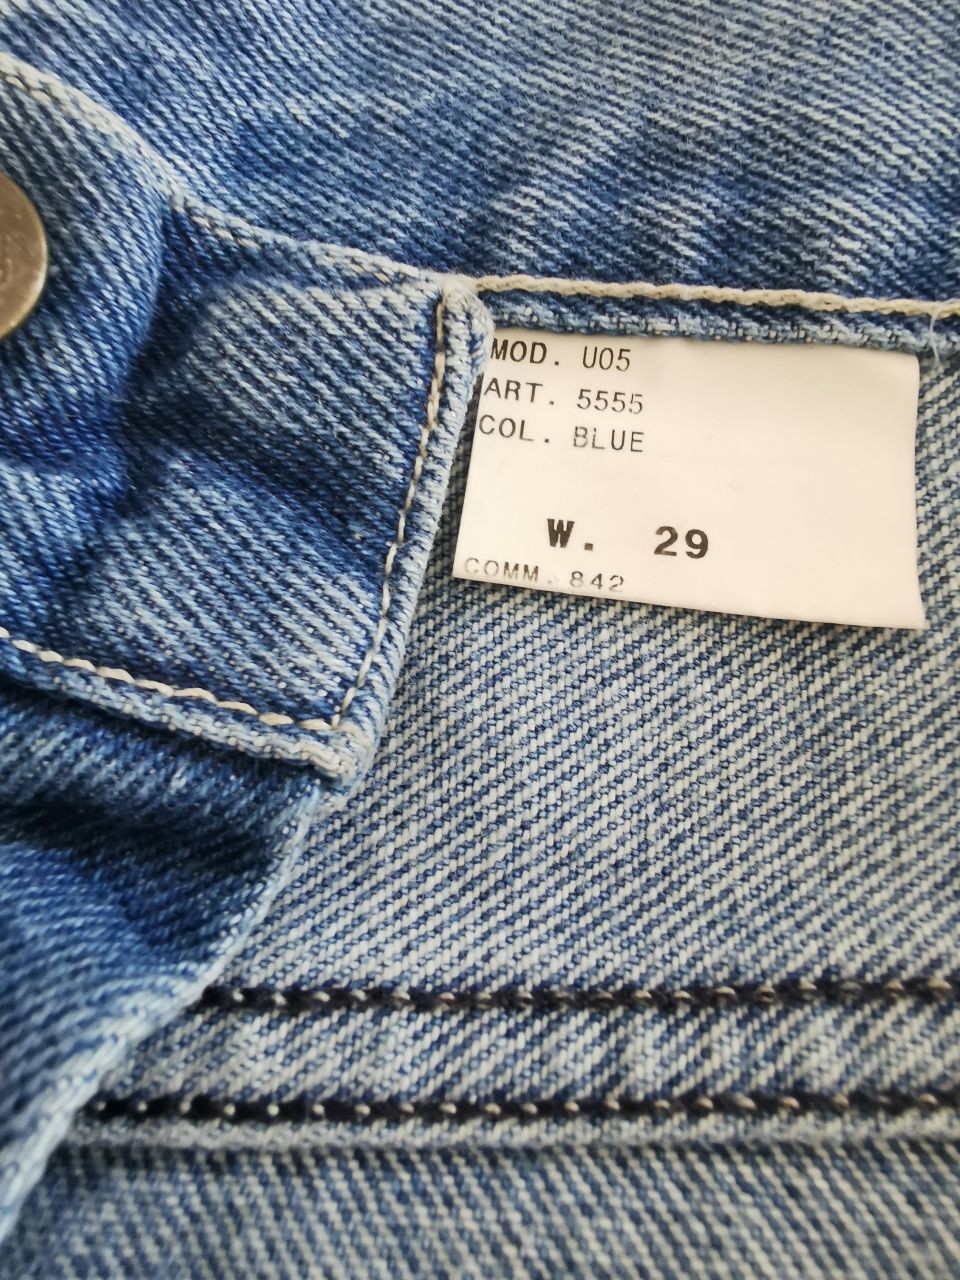 MOD. U05
ART. 5555
COL. BLUE
W. 29
COMM. 842